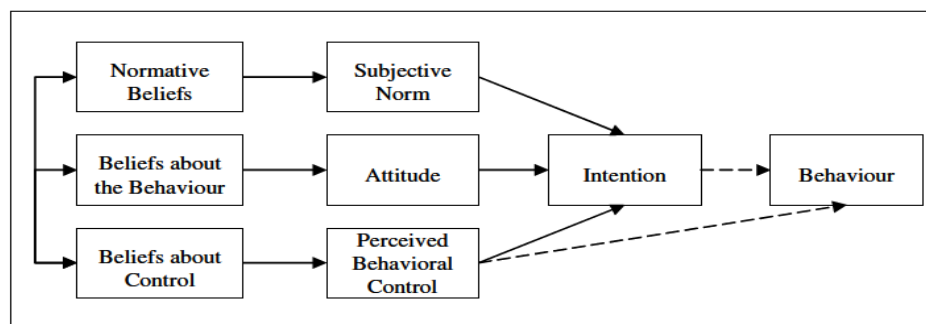 Normative
Beliefs
Subjective
Norm
Beliefs about
the Behaviour
Attitude
Intention
Behaviour
Beliefs about
Control
Perceived
Behavioral
Control